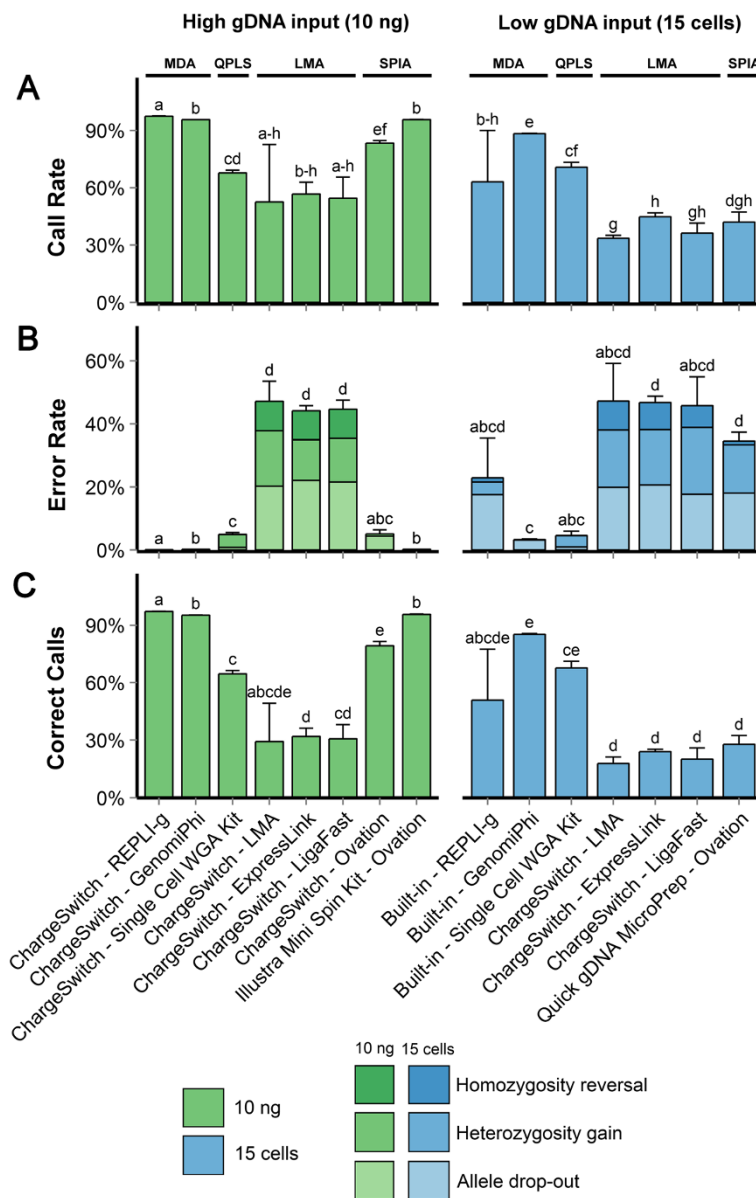 High gDNA input (10 ng) Low gDNA input (15 cells)
MDA QPLS LMA SPIA MDA QPLS LMA SPIA
A
Call Rate
90%
60%
30%
0%
a b cd a-h b-h a-h ef b
b-h e cf g h gh dgh
B
Error Rate
60%
40%
20%
0%
a b c d d d abc b
abcd c abc abcd d abcd d
C
Correct Calls
90%
60%
30%
0%
a b c abcde d cd e b
abcde e ce d d d d
ChargeSwitch - REPLI-g
ChargeSwitch - GenomiPhi
ChargeSwitch - Single Cell WGA Kit
ChargeSwitch - LMA
ChargeSwitch - ExpressLink
ChargeSwitch - LigaFast
ChargeSwitch - Ovation
Illustra Mini Spin Kit - Ovation
Built-in - REPLI-g
Built-in - GenomiPhi
Built-in - Single Cell WGA Kit
ChargeSwitch - LMA
ChargeSwitch - ExpressLink
ChargeSwitch - LigaFast
Quick gDNA MicroPrep - Ovation
10 ng
15 cells
10 ng 15 cells
Homozygosity reversal
Heterozygosity gain
Allele drop-out